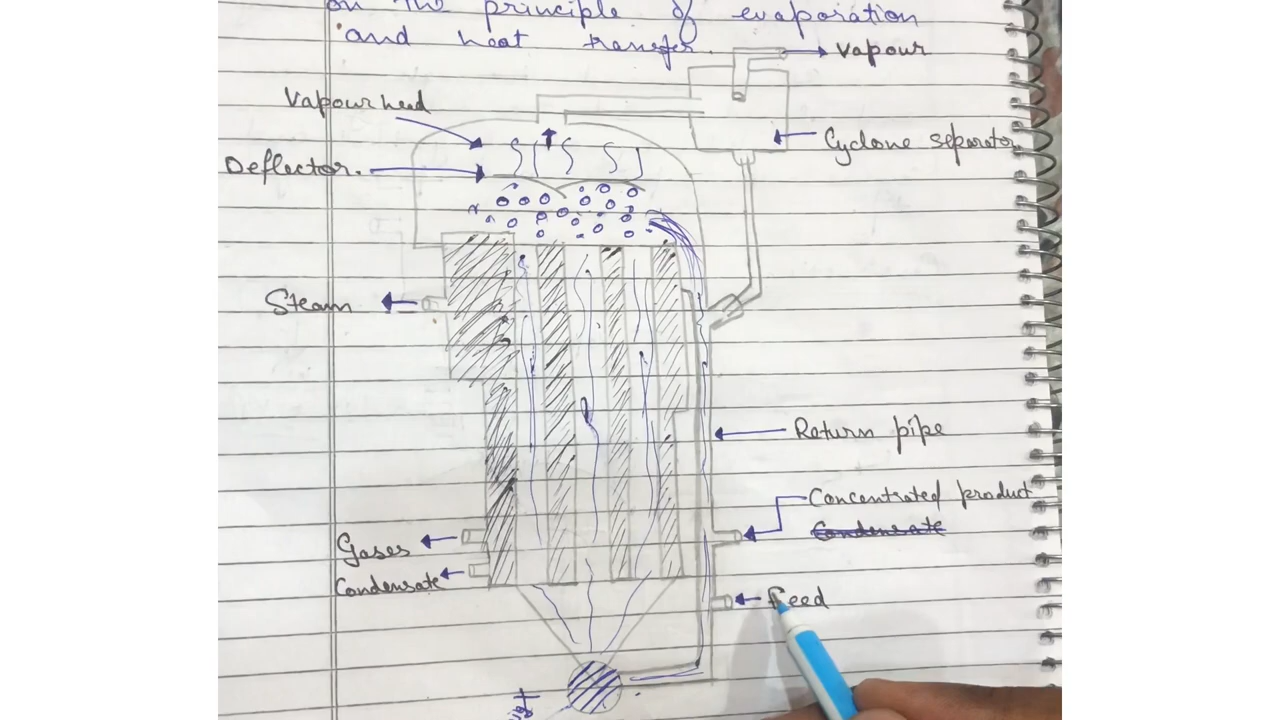 on the principle of evaporation
and heat transfer.
Vapour
Vapour head
Cyclone separator
Deflector.
Steam
Return pipe
Concentrated product
Condensate
Gases
Condensate
Feed